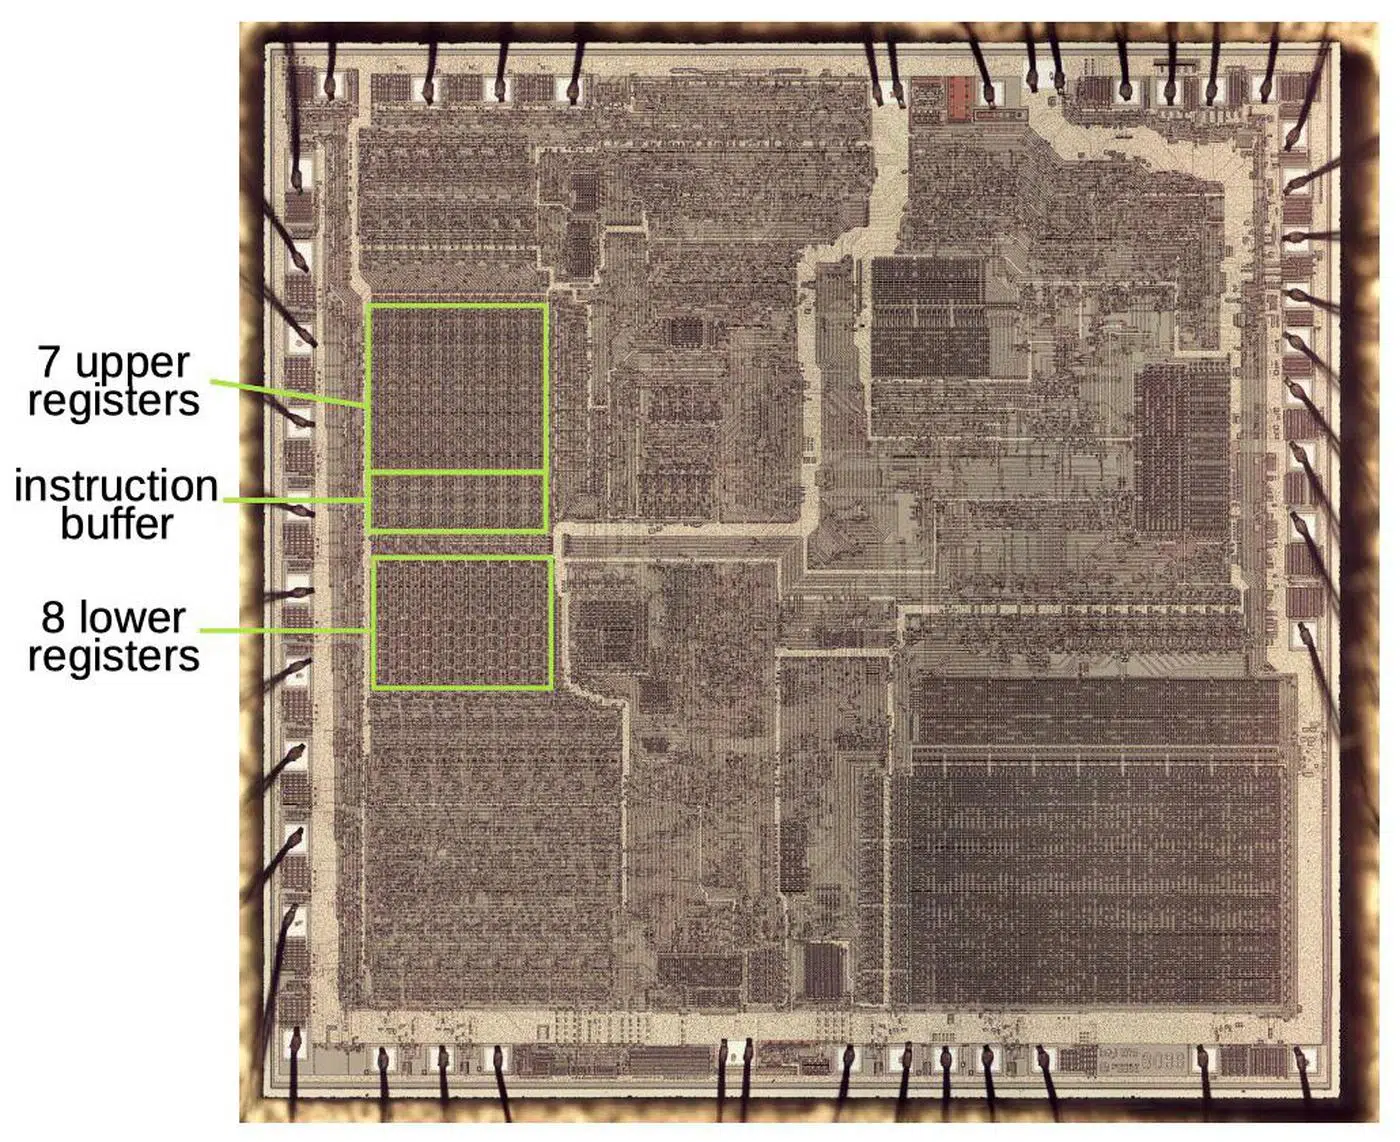 7 upper
registers
instruction
buffer
8 lower
registers